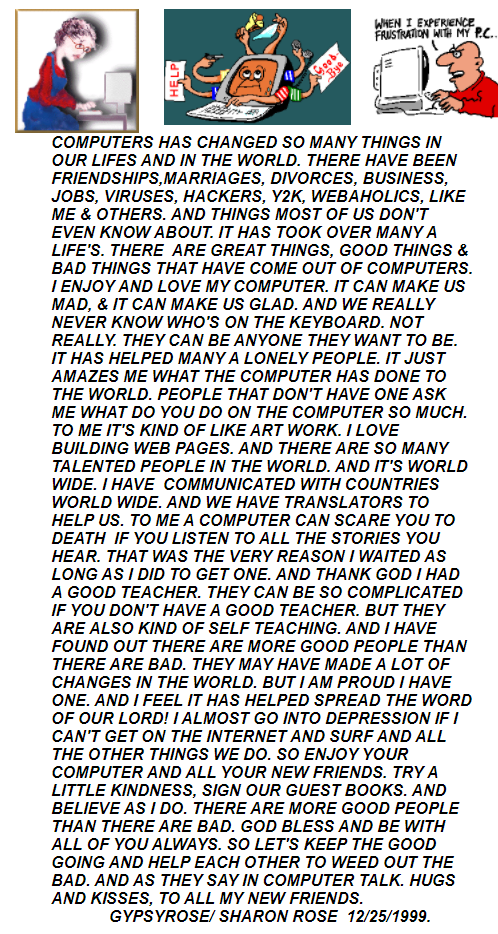 WHEN I EXPERIENCE
FRUSTRATION WITH MY P.C..
HELP
Good
Bye
COMPUTERS HAS CHANGED SO MANY THINGS IN
OUR LIFES AND IN THE WORLD. THERE HAVE BEEN
FRIENDSHIPS,MARRIAGES, DIVORCES, BUSINESS,
JOBS, VIRUSES, HACKERS, Y2K, WEBAHOLICS, LIKE
ME & OTHERS. AND THINGS MOST OF US DON'T
EVEN KNOW ABOUT. IT HAS TOOK OVER MANY A
LIFE'S. THERE  ARE GREAT THINGS, GOOD THINGS &
BAD THINGS THAT HAVE COME OUT OF COMPUTERS.
I ENJOY AND LOVE MY COMPUTER. IT CAN MAKE US
MAD, & IT CAN MAKE US GLAD. AND WE REALLY
NEVER KNOW WHO'S ON THE KEYBOARD. NOT
REALLY. THEY CAN BE ANYONE THEY WANT TO BE.
IT HAS HELPED MANY A LONELY PEOPLE. IT JUST
AMAZES ME WHAT THE COMPUTER HAS DONE TO
THE WORLD. PEOPLE THAT DON'T HAVE ONE ASK
ME WHAT DO YOU DO ON THE COMPUTER SO MUCH.
TO ME IT'S KIND OF LIKE ART WORK. I LOVE
BUILDING WEB PAGES. AND THERE ARE SO MANY
TALENTED PEOPLE IN THE WORLD. AND IT'S WORLD
WIDE. I HAVE  COMMUNICATED WITH COUNTRIES
WORLD WIDE. AND WE HAVE TRANSLATORS TO
HELP US. TO ME A COMPUTER CAN SCARE YOU TO
DEATH  IF YOU LISTEN TO ALL THE STORIES YOU
HEAR. THAT WAS THE VERY REASON I WAITED AS
LONG AS I DID TO GET ONE. AND THANK GOD I HAD
A GOOD TEACHER. THEY CAN BE SO COMPLICATED
IF YOU DON'T HAVE A GOOD TEACHER. BUT THEY
ARE ALSO KIND OF SELF TEACHING. AND I HAVE
FOUND OUT THERE ARE MORE GOOD PEOPLE THAN
THERE ARE BAD. THEY MAY HAVE MADE A LOT OF
CHANGES IN THE WORLD. BUT I AM PROUD I HAVE
ONE. AND I FEEL IT HAS HELPED SPREAD THE WORD
OF OUR LORD! I ALMOST GO INTO DEPRESSION IF I
CAN'T GET ON THE INTERNET AND SURF AND ALL
THE OTHER THINGS WE DO. SO ENJOY YOUR
COMPUTER AND ALL YOUR NEW FRIENDS. TRY A
LITTLE KINDNESS, SIGN OUR GUEST BOOKS. AND
BELIEVE AS I DO. THERE ARE MORE GOOD PEOPLE
THAN THERE ARE BAD. GOD BLESS AND BE WITH
ALL OF YOU ALWAYS. SO LET'S KEEP THE GOOD
GOING AND HELP EACH OTHER TO WEED OUT THE
BAD. AND AS THEY SAY IN COMPUTER TALK. HUGS
AND KISSES, TO ALL MY NEW FRIENDS.
GYPSYROSE/ SHARON ROSE  12/25/1999.